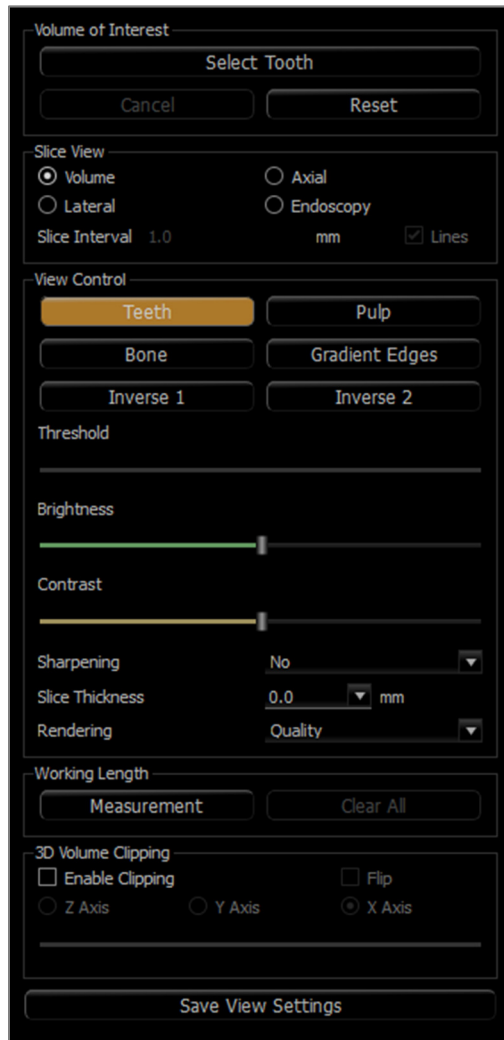 Volume of Interest
Select Tooth
Cancel Reset
Slice View
Volume Axial
Lateral Endoscopy
Slice Interval 1.0 mm Lines
View Control
Teeth Pulp
Bone Gradient Edges
Inverse 1 Inverse 2
Threshold
Brightness
Contrast
Sharpening No
Slice Thickness 0.0 mm
Rendering Quality
Working Length
Measurement Clear All
3D Volume Clipping
Enable Clipping Flip
Z Axis Y Axis X Axis
Save View Settings